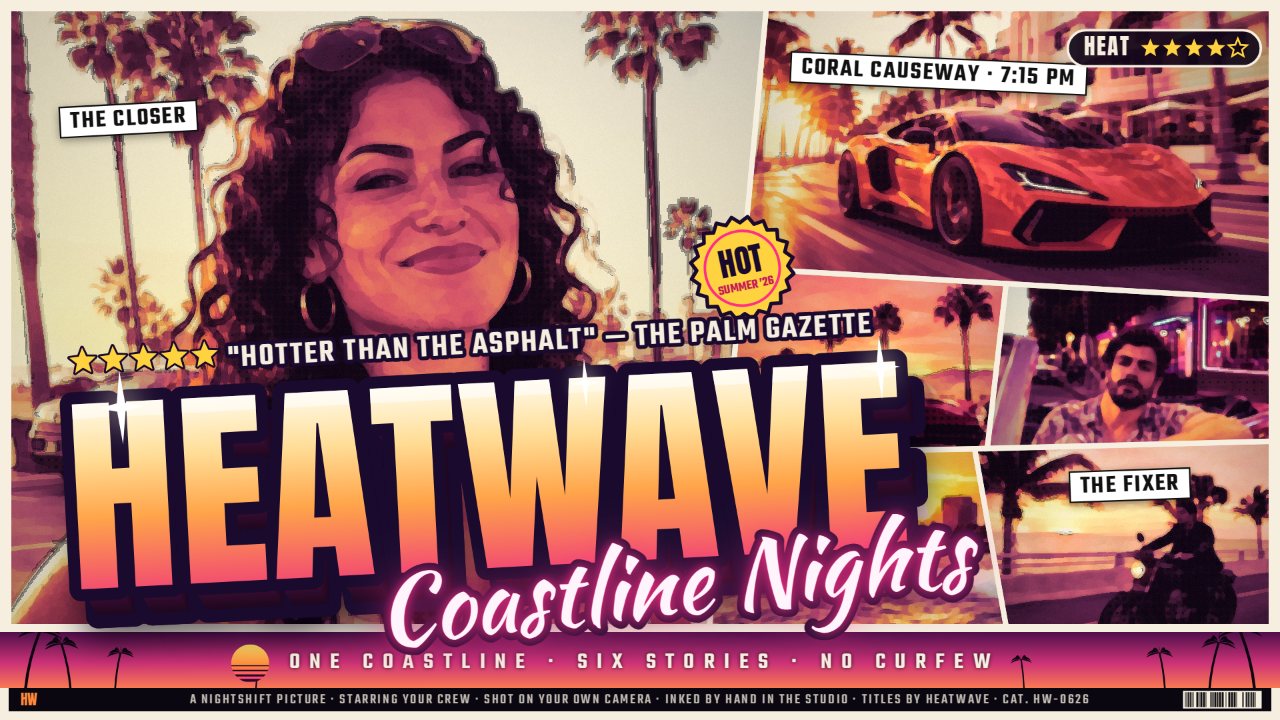 HEAT ★★★★☆
CORAL CAUSEWAY · 7:15 PM
THE CLOSER
HOT
SUMMER '26
★★★★★ "HOTTER THAN THE ASPHALT" — THE PALM GAZETTE
HEATWAVE
Coastline Nights
THE FIXER
ONE COASTLINE · SIX STORIES · NO CURFEW
HW
A NIGHTSHIFT PICTURE · STARRING YOUR CREW · SHOT ON YOUR OWN CAMERA · INKED BY HAND IN THE STUDIO · TITLES BY HEATWAVE · CAT. HW-0626